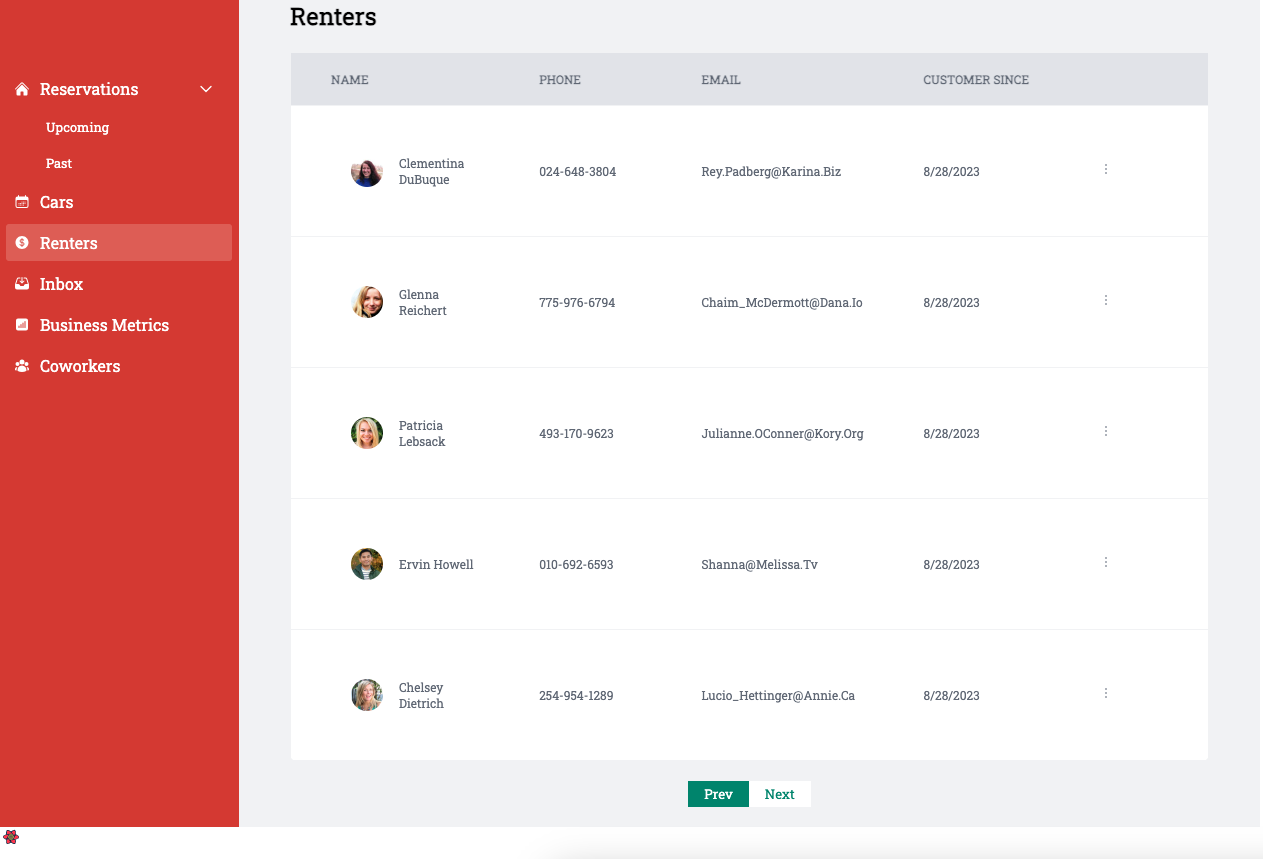 Renters
Reservations
Upcoming
Past
Cars
Renters
Inbox
Business Metrics
Coworkers
NAME PHONE EMAIL CUSTOMER SINCE
Clementina
DuBuque
024-648-3804 Rey.Padberg@Karina.Biz 8/28/2023
Glenna
Reichert
775-976-6794 Chaim_McDermott@Dana.Io 8/28/2023
Patricia
Lebsack
493-170-9623 Julianne.OConner@Kory.Org 8/28/2023
Ervin Howell 010-692-6593 Shanna@Melissa.Tv 8/28/2023
Chelsey
Dietrich
254-954-1289 Lucio_Hettinger@Annie.Ca 8/28/2023
Prev Next